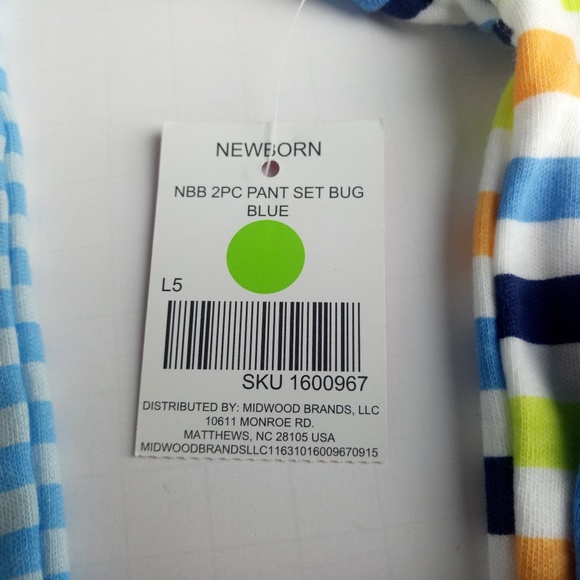 NEWBORN
NBB 2PC PANT SET BUG
BLUE
L5
SKU 1600967
DISTRIBUTED BY: MIDWOOD BRANDS, LLC
10611 MONROE RD.
MATTHEWS, NC 28105 USA
MIDWOODBRANDSLLC11631016009670915